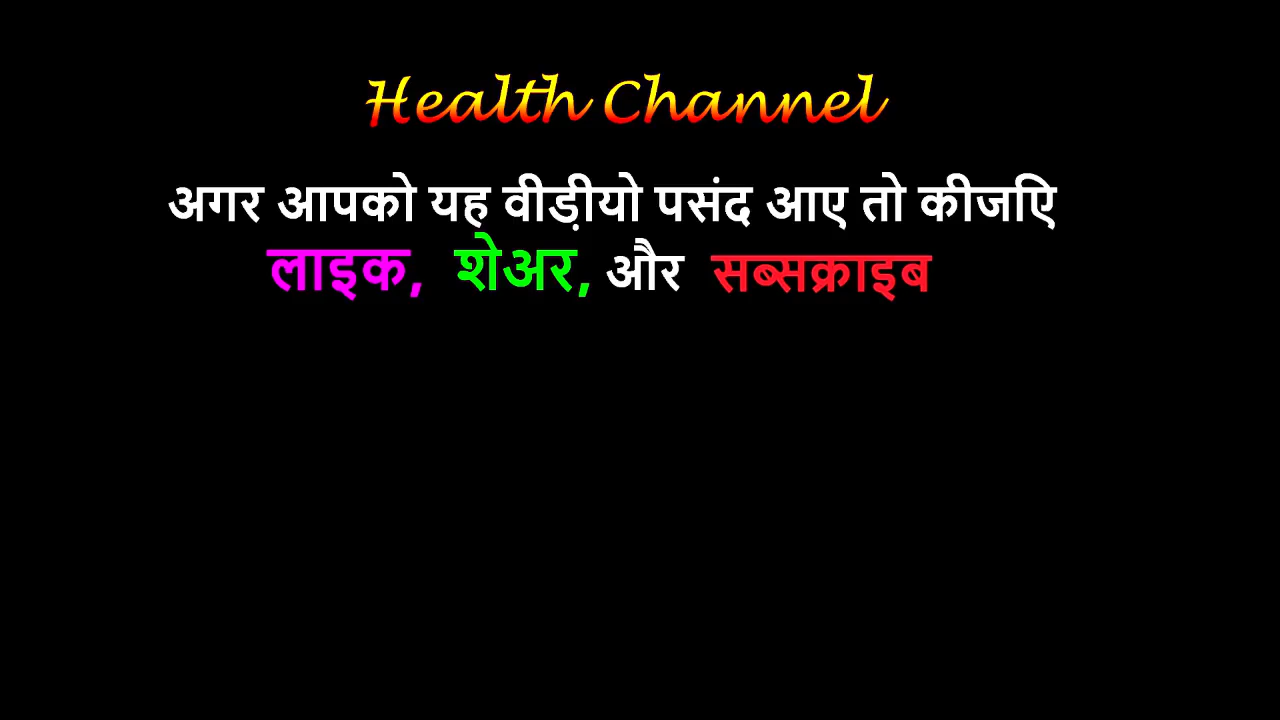 Health Channel
अगर आपको यह वीड़ीयो पसंद आए तो कीजिए
लाइक, शेअर, और सब्सक्राइब